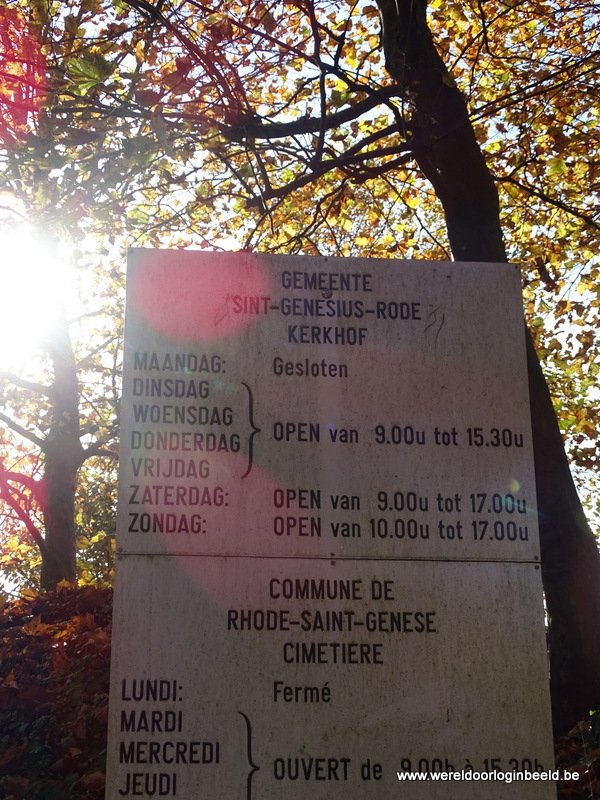 GEMEENTE
SINT-GENESIUS-RODE
KERKHOF
MAANDAG: Gesloten
DINSDAG
WOENSDAG
DONDERDAG
VRIJDAG
OPEN van 9.00u tot 15.30u
ZATERDAG: OPEN van 9.00u tot 17.00u
ZONDAG: OPEN van 10.00u tot 17.00u
COMMUNE DE
RHODE-SAINT-GENESE
CIMETIERE
LUNDI: Fermé
MARDI
MERCREDI
JEUDI
OUVERT de 9.00h à 15.30h
www.wereldoorloginbeeld.be